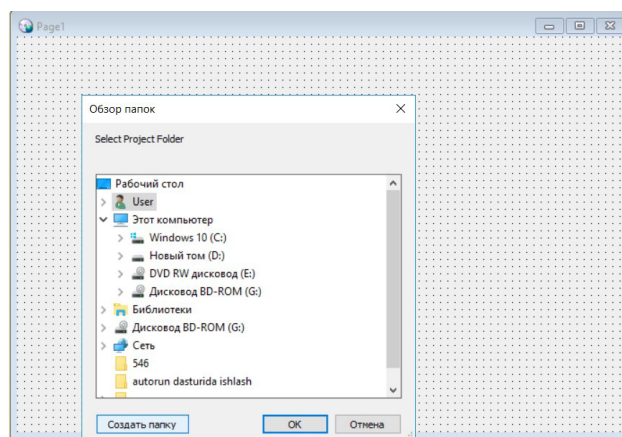 Page1
Обзор папок
Select Project Folder
Рабочий стол
User
Этот компьютер
Windows 10 (C:)
Новый том (D:)
DVD RW дисковод (E:)
Дисковод BD-ROM (G:)
Библиотеки
Дисковод BD-ROM (G:)
Сеть
546
autorun dasturida ishlash
Создать папку ОК Отмена